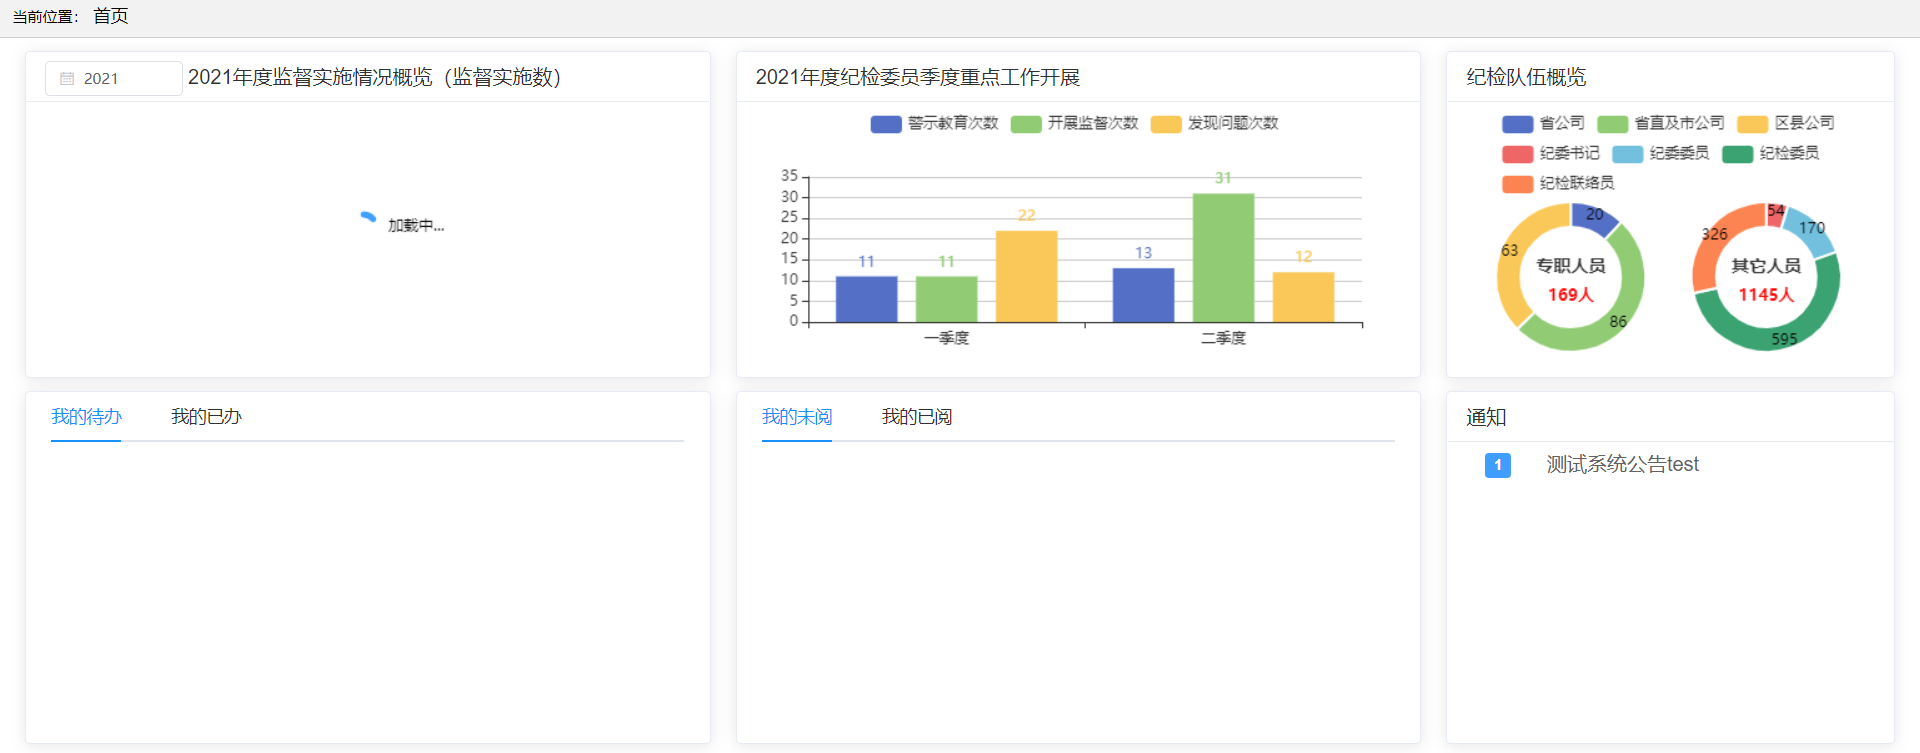 当前位置： 首页
2021 2021年度监督实施情况概览（监督实施数）
加载中...
2021年度纪检委员季度重点工作开展
警示教育次数 开展监督次数 发现问题次数
35
30
25
20
15
10
5
0
11 11 22 13 31 12
一季度 二季度
纪检队伍概览
省公司 省直及市公司 区县公司
纪委书记 纪委委员 纪检委员
纪检联络员
20 63 86
专职人员
169人
54 170 326 595
其它人员
1145人
我的待办 我的已办
我的未阅 我的已阅
通知
1 测试系统公告test